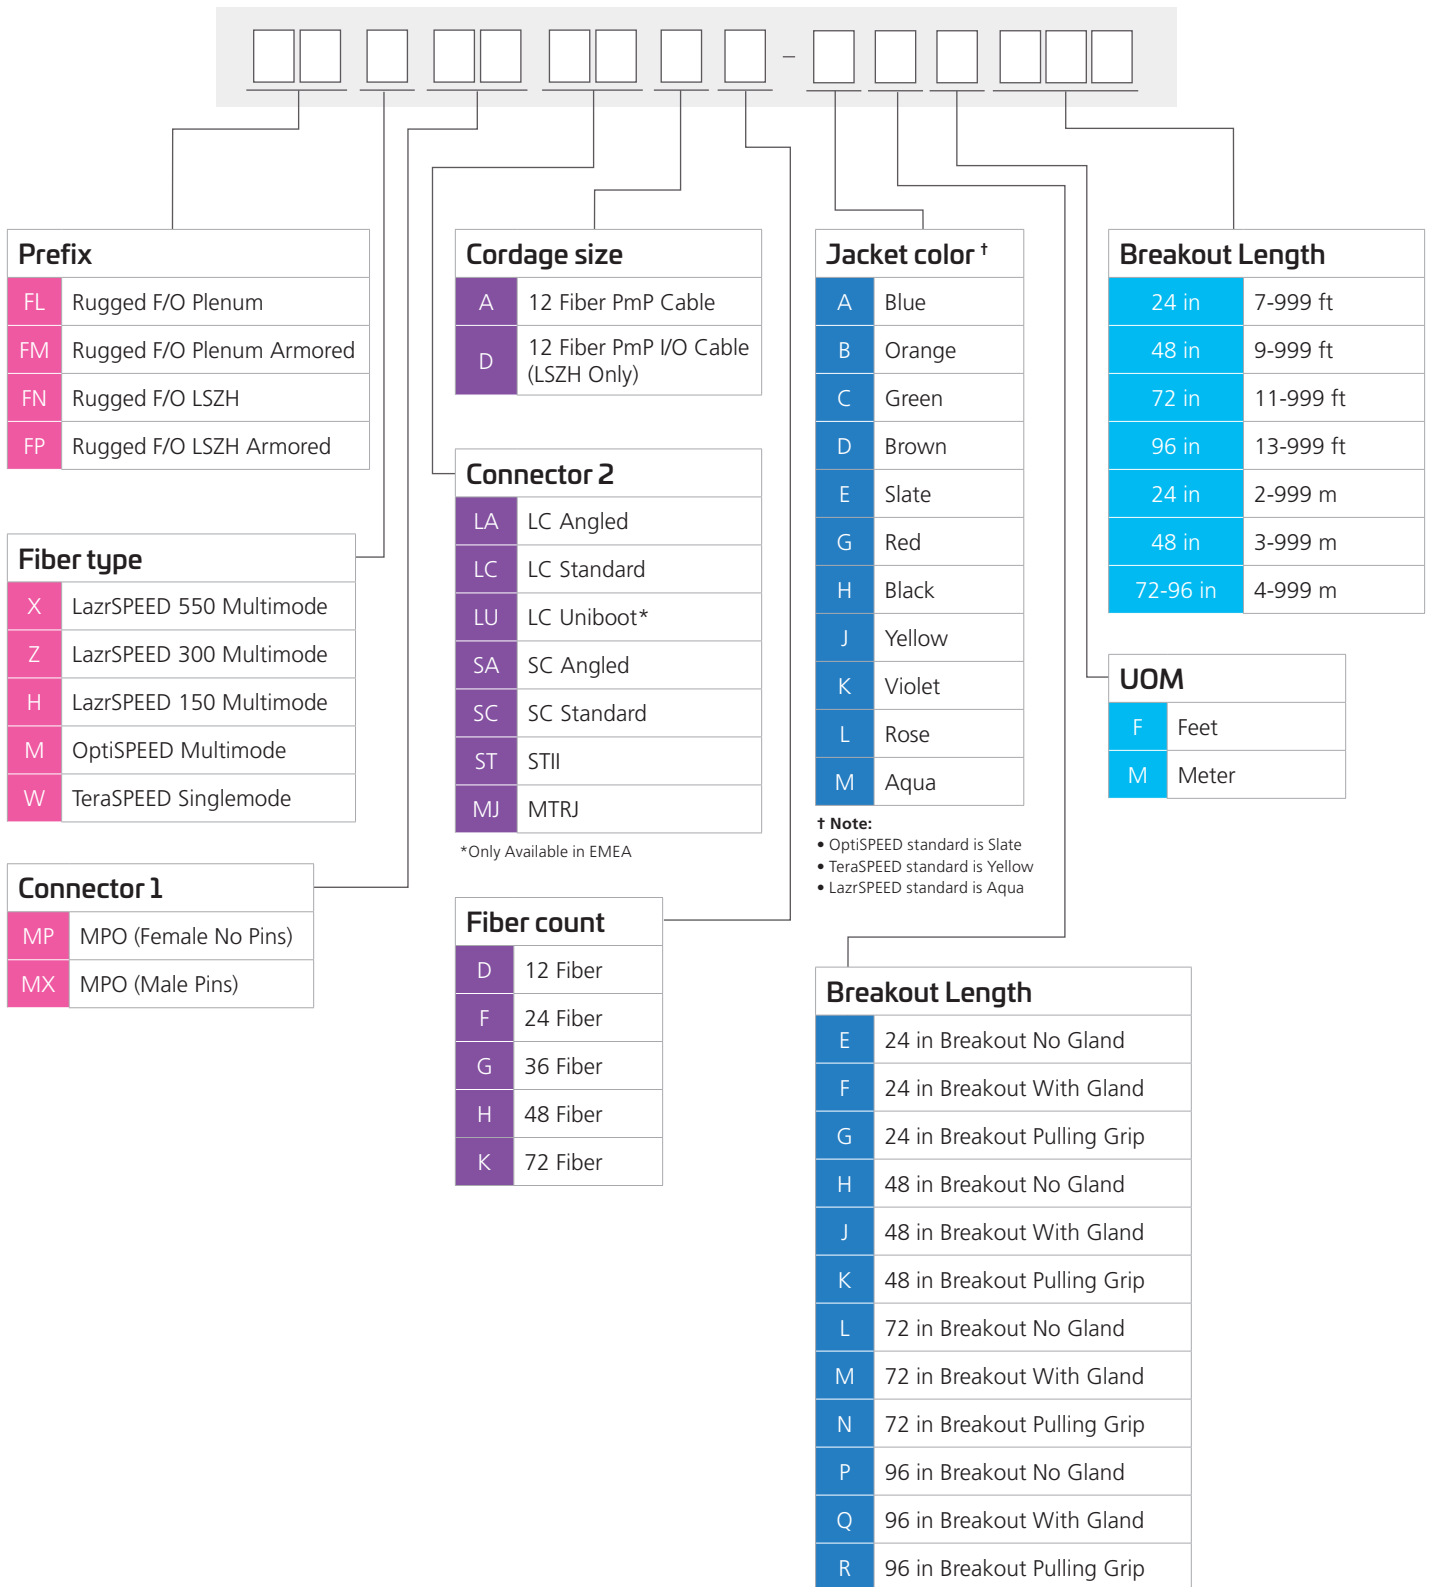 –
Prefix
FL Rugged F/O Plenum
FM Rugged F/O Plenum Armored
FN Rugged F/O LSZH
FP Rugged F/O LSZH Armored
Fiber type
X LazrSPEED 550 Multimode
Z LazrSPEED 300 Multimode
H LazrSPEED 150 Multimode
M OptiSPEED Multimode
W TeraSPEED Singlemode
Connector 1
MP MPO (Female No Pins)
MX MPO (Male Pins)
Cordage size
A 12 Fiber PmP Cable
D 12 Fiber PmP I/O Cable
(LSZH Only)
Connector 2
LA LC Angled
LC LC Standard
LU LC Uniboot*
SA SC Angled
SC SC Standard
ST STII
MJ MTRJ
*Only Available in EMEA
Fiber count
D 12 Fiber
F 24 Fiber
G 36 Fiber
H 48 Fiber
K 72 Fiber
Jacket color †
A Blue
B Orange
C Green
D Brown
E Slate
G Red
H Black
J Yellow
K Violet
L Rose
M Aqua
† Note:
• OptiSPEED standard is Slate
• TeraSPEED standard is Yellow
• LazrSPEED standard is Aqua
Breakout Length
E 24 in Breakout No Gland
F 24 in Breakout With Gland
G 24 in Breakout Pulling Grip
H 48 in Breakout No Gland
J 48 in Breakout With Gland
K 48 in Breakout Pulling Grip
L 72 in Breakout No Gland
M 72 in Breakout With Gland
N 72 in Breakout Pulling Grip
P 96 in Breakout No Gland
Q 96 in Breakout With Gland
R 96 in Breakout Pulling Grip
Breakout Length
24 in 7-999 ft
48 in 9-999 ft
72 in 11-999 ft
96 in 13-999 ft
24 in 2-999 m
48 in 3-999 m
72-96 in 4-999 m
UOM
F Feet
M Meter